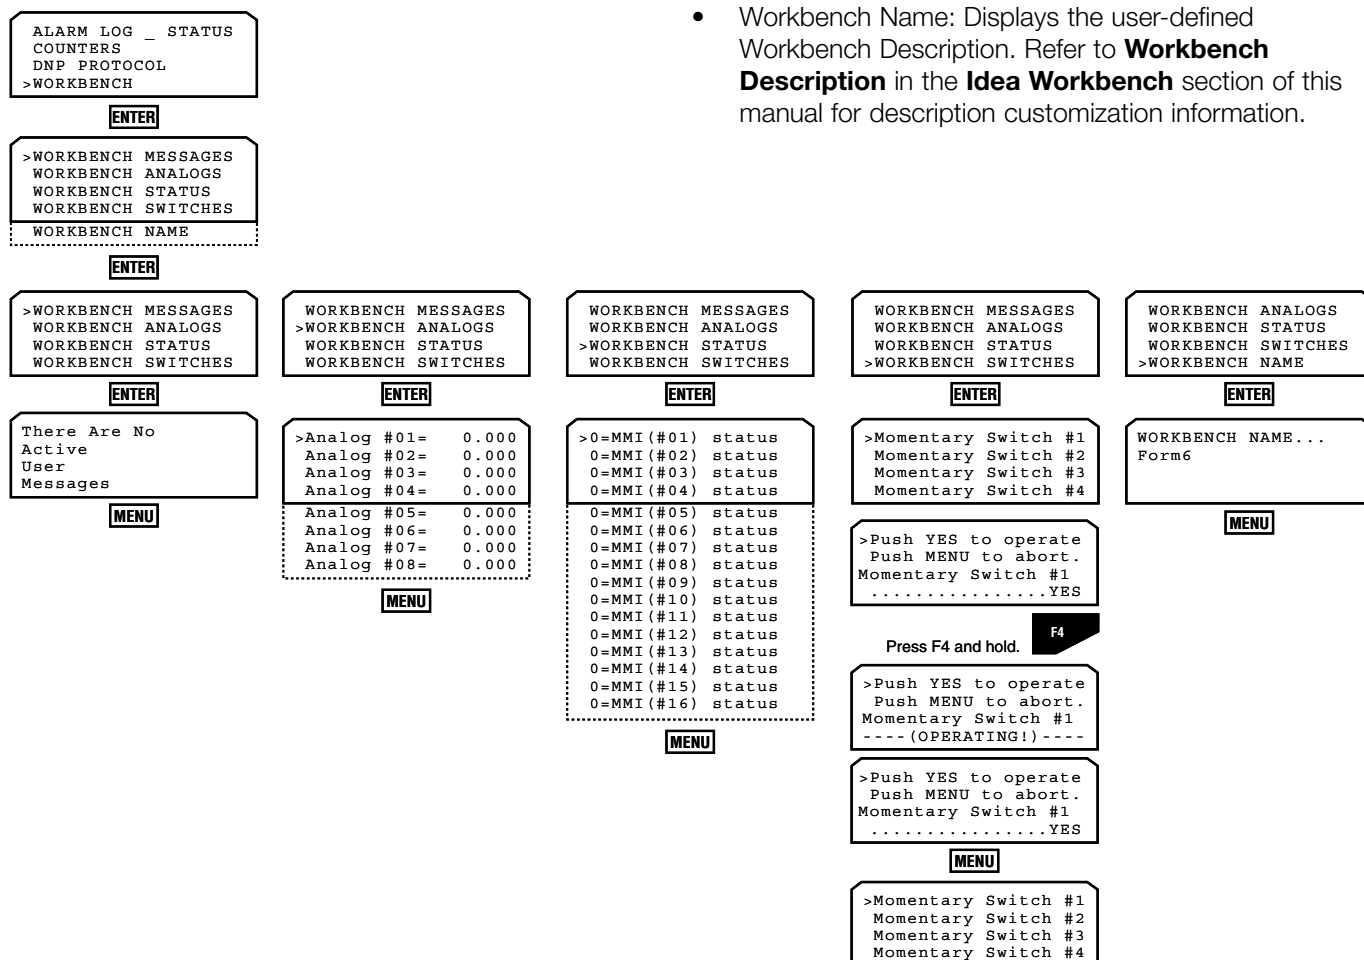 • Workbench Name: Displays the user-defined
Workbench Description. Refer to Workbench
Description in the Idea Workbench section of this
manual for description customization information.
ALARM LOG _ STATUS
COUNTERS
DNP PROTOCOL
>WORKBENCH
ENTER
>WORKBENCH MESSAGES
WORKBENCH ANALOGS
WORKBENCH STATUS
WORKBENCH SWITCHES
WORKBENCH NAME
ENTER
>WORKBENCH MESSAGES
WORKBENCH ANALOGS
WORKBENCH STATUS
WORKBENCH SWITCHES
ENTER
There Are No
Active
User
Messages
MENU
WORKBENCH MESSAGES
>WORKBENCH ANALOGS
WORKBENCH STATUS
WORKBENCH SWITCHES
ENTER
>Analog #01= 0.000
Analog #02= 0.000
Analog #03= 0.000
Analog #04= 0.000
Analog #05= 0.000
Analog #06= 0.000
Analog #07= 0.000
Analog #08= 0.000
MENU
WORKBENCH MESSAGES
WORKBENCH ANALOGS
>WORKBENCH STATUS
WORKBENCH SWITCHES
ENTER
>0=MMI(#01) status
0=MMI(#02) status
0=MMI(#03) status
0=MMI(#04) status
0=MMI(#05) status
0=MMI(#06) status
0=MMI(#07) status
0=MMI(#08) status
0=MMI(#09) status
0=MMI(#10) status
0=MMI(#11) status
0=MMI(#12) status
0=MMI(#13) status
0=MMI(#14) status
0=MMI(#15) status
0=MMI(#16) status
MENU
WORKBENCH MESSAGES
WORKBENCH ANALOGS
WORKBENCH STATUS
>WORKBENCH SWITCHES
ENTER
>Momentary Switch #1
Momentary Switch #2
Momentary Switch #3
Momentary Switch #4
>Push YES to operate
Push MENU to abort.
Momentary Switch #1
................YES
Press F4 and hold.
F4
>Push YES to operate
Push MENU to abort.
Momentary Switch #1
----(OPERATING!)----
>Push YES to operate
Push MENU to abort.
Momentary Switch #1
................YES
MENU
>Momentary Switch #1
Momentary Switch #2
Momentary Switch #3
Momentary Switch #4
WORKBENCH ANALOGS
WORKBENCH STATUS
WORKBENCH SWITCHES
>WORKBENCH NAME
ENTER
WORKBENCH NAME...
Form6
MENU